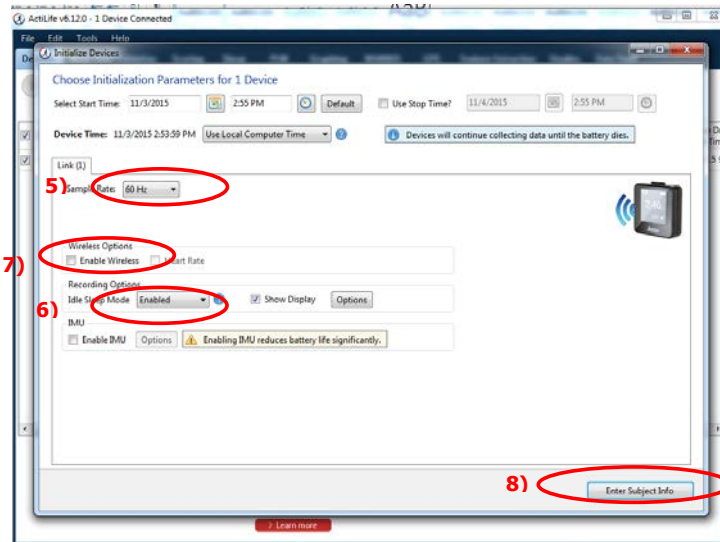 ActiLife v6.12.0 - 1 Device Connected
File Edit Tools Help
Initialize Devices
Choose Initialization Parameters for 1 Device
Select Start Time: 11/3/2015 2:55 PM Default Use Stop Time? 11/4/2015 2:55 PM
Device Time: 11/3/2015 2:53:59 PM Use Local Computer Time Devices will continue collecting data until the battery dies.
Link (1)
5) Sample Rate: 60 Hz
Wireless Options
7) Enable Wireless Heart Rate
Recording Options
6) Idle Sleep Mode Enabled Show Display Options
IMU
Enable IMU Options Enabling IMU reduces battery life significantly.
8) Enter Subject Info
> Learn more